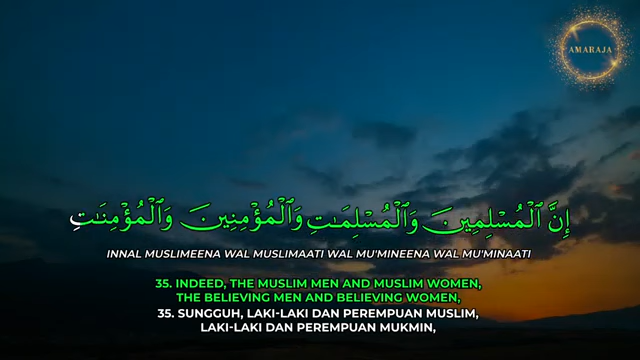 AMARAJA
إِنَّ ٱلْمُسْلِمِينَ وَٱلْمُسْلِمَـٰتِ وَٱلْمُؤْمِنِينَ وَٱلْمُؤْمِنَـٰتِ
INNAL MUSLIMEENA WAL MUSLIMAATI WAL MU'MINEENA WAL MU'MINAATI
35. INDEED, THE MUSLIM MEN AND MUSLIM WOMEN,
THE BELIEVING MEN AND BELIEVING WOMEN,
35. SUNGGUH, LAKI-LAKI DAN PEREMPUAN MUSLIM,
LAKI-LAKI DAN PEREMPUAN MUKMIN,